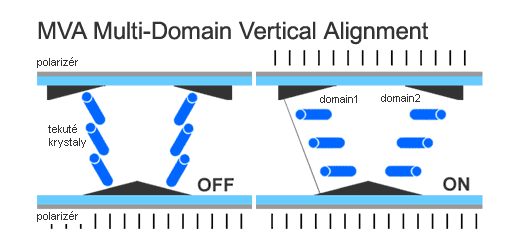 MVA Multi-Domain Vertical Alignment
polarizér
domain1
domain2
tekuté
krystaly
OFF
ON
polarizér